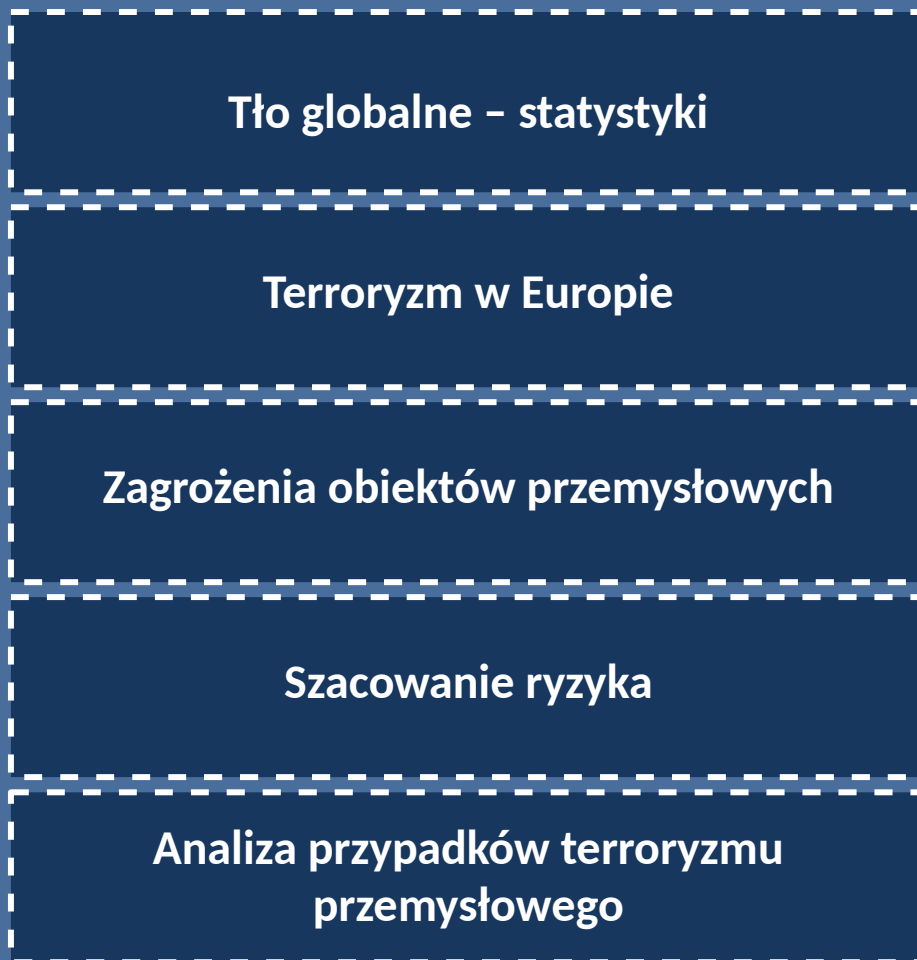 Tło globalne – statystyki
Terroryzm w Europie
Zagrożenia obiektów przemysłowych
Szacowanie ryzyka
Analiza przypadków terroryzmu
przemysłowego